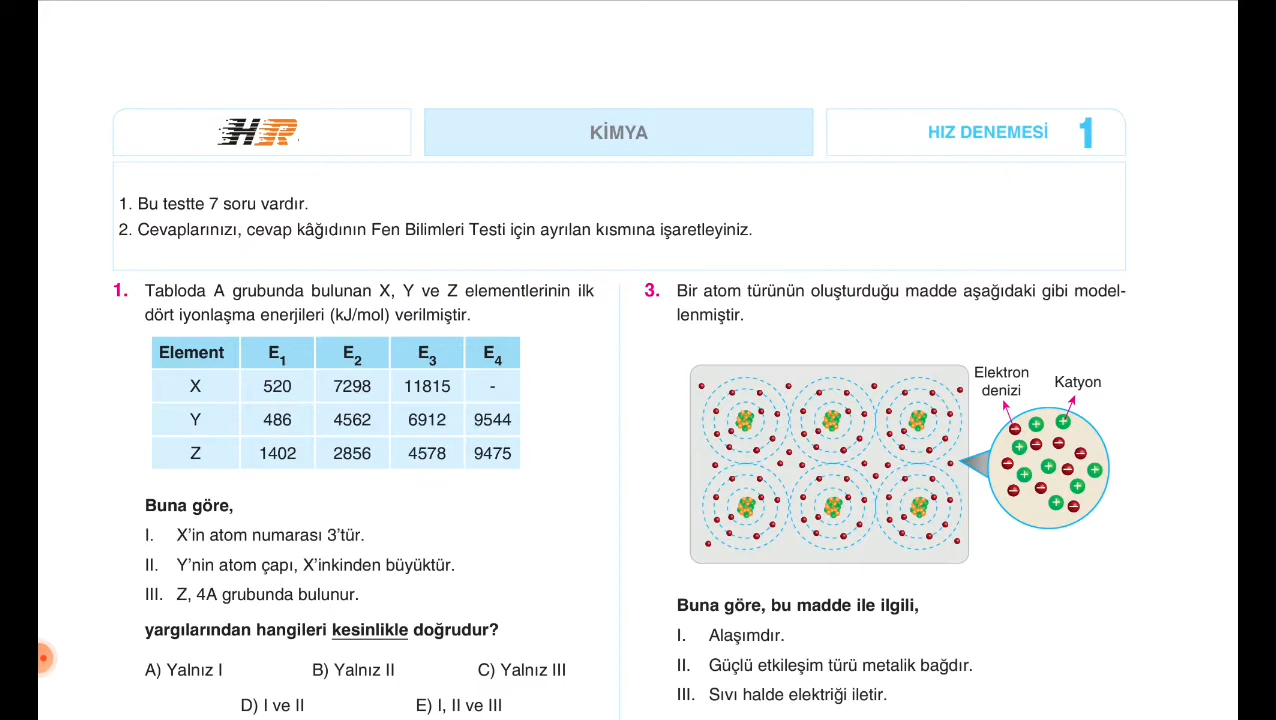 HR
KİMYA
HIZ DENEMESİ 1
1. Bu testte 7 soru vardır.
2. Cevaplarınızı, cevap kâğıdının Fen Bilimleri Testi için ayrılan kısmına işaretleyiniz.
1. Tabloda A grubunda bulunan X, Y ve Z elementlerinin ilk
dört iyonlaşma enerjileri (kJ/mol) verilmiştir.
Element E1 E2 E3 E4
X 520 7298 11815 -
Y 486 4562 6912 9544
Z 1402 2856 4578 9475
Buna göre,
I. X'in atom numarası 3'tür.
II. Y'nin atom çapı, X'inkinden büyüktür.
III. Z, 4A grubunda bulunur.
yargılarından hangileri kesinlikle doğrudur?
A) Yalnız I B) Yalnız II C) Yalnız III
D) I ve II E) I, II ve III
3. Bir atom türünün oluşturduğu madde aşağıdaki gibi model-
lenmiştir.
Elektron
denizi
Katyon
Buna göre, bu madde ile ilgili,
I. Alaşımdır.
II. Güçlü etkileşim türü metalik bağdır.
III. Sıvı halde elektriği iletir.